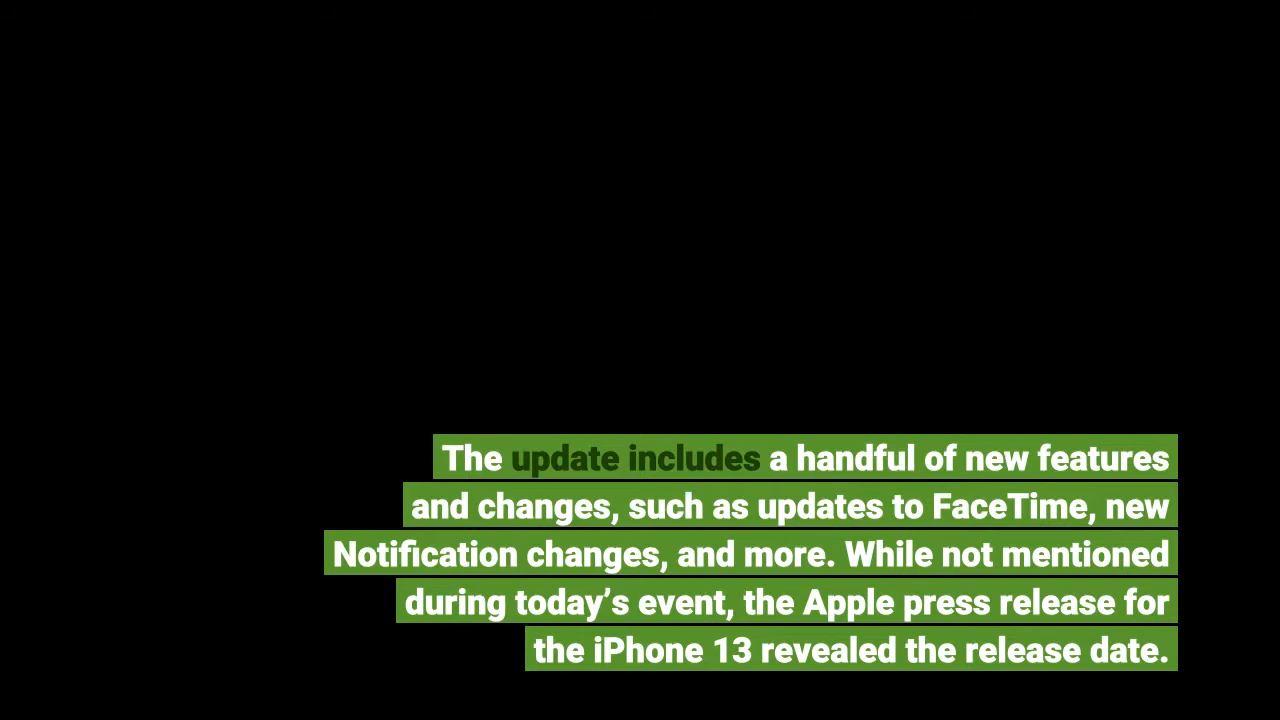 The update includes a handful of new features
and changes, such as updates to FaceTime, new
Notification changes, and more. While not mentioned
during today’s event, the Apple press release for
the iPhone 13 revealed the release date.